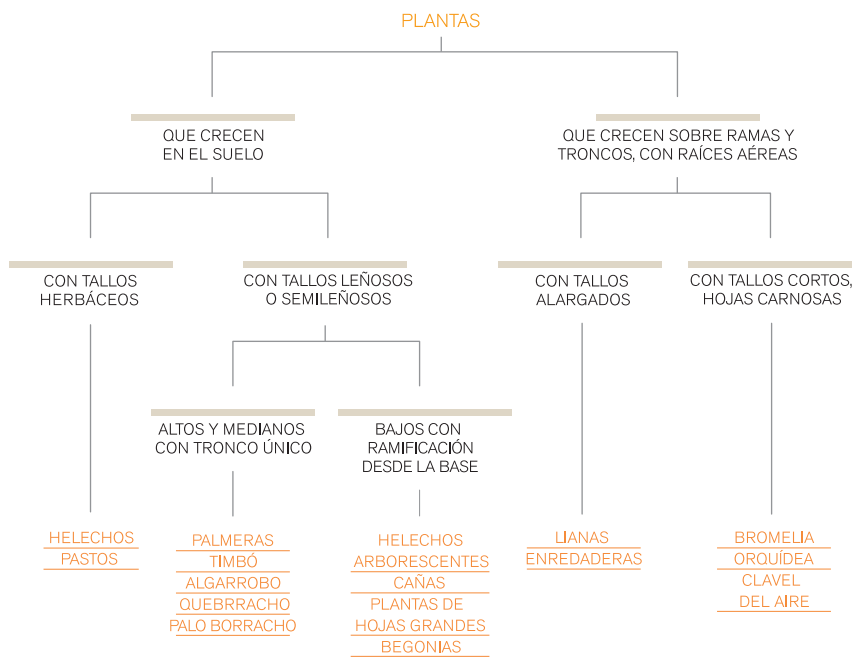 PLANTAS
QUE CRECEN
EN EL SUELO
QUE CRECEN SOBRE RAMAS Y
TRONCOS, CON RAÍCES AÉREAS
CON TALLOS
HERBÁCEOS
CON TALLOS LEÑOSOS
O SEMILEÑOSOS
CON TALLOS
ALARGADOS
CON TALLOS CORTOS,
HOJAS CARNOSAS
ALTOS Y MEDIANOS
CON TRONCO ÚNICO
BAJOS CON
RAMIFICACIÓN
DESDE LA BASE
HELECHOS
PASTOS
PALMERAS
TIMBÓ
ALGARROBO
QUEBRRACHO
PALO BORRACHO
HELECHOS
ARBORESCENTES
CAÑAS
PLANTAS DE
HOJAS GRANDES
BEGONIAS
LIANAS
ENREDADERAS
BROMELIA
ORQUÍDEA
CLAVEL
DEL AIRE